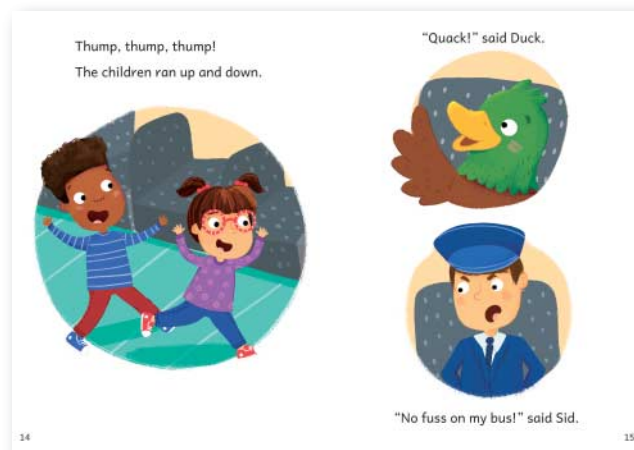 Thump, thump, thump!
The children ran up and down.
14
“Quack!” said Duck.
“No fuss on my bus!” said Sid.
15